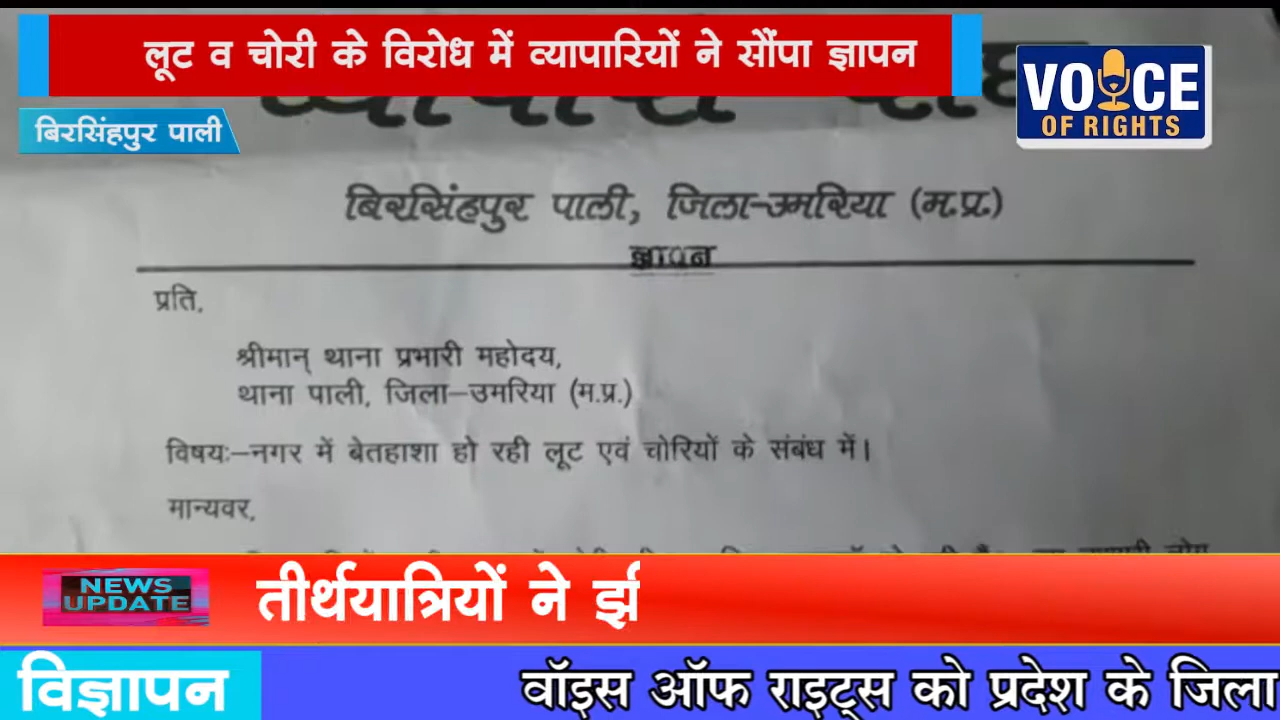 लूट व चोरी के विरोध में व्यापारियों ने सौंपा ज्ञापन
VOICE
OF RIGHTS
बिरसिंहपुर पाली
बिरसिंहपुर पाली, जिला-उमरिया (म.प्र.)
ज्ञापन
प्रति,
श्रीमान् थाना प्रभारी महोदय,
थाना पाली, जिला–उमरिया (म.प्र.)
विषयः–नगर में बेतहाशा हो रही लूट एवं चोरियों के संबंध में।
मान्यवर,
NEWS
UPDATE
तीर्थयात्रियों ने
विज्ञापन
वॉइस ऑफ राइट्स को प्रदेश के जिला